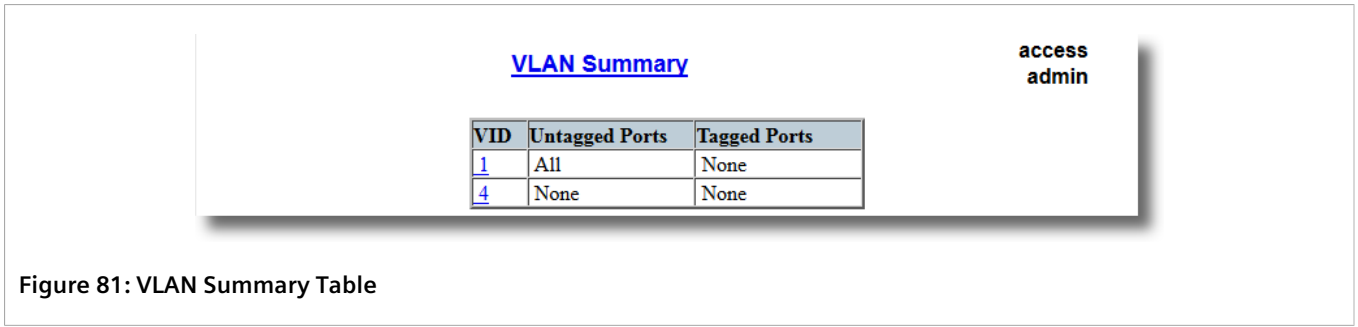 VLAN Summary
access
admin
VID Untagged Ports Tagged Ports
1 All None
4 None None
Figure 81: VLAN Summary Table